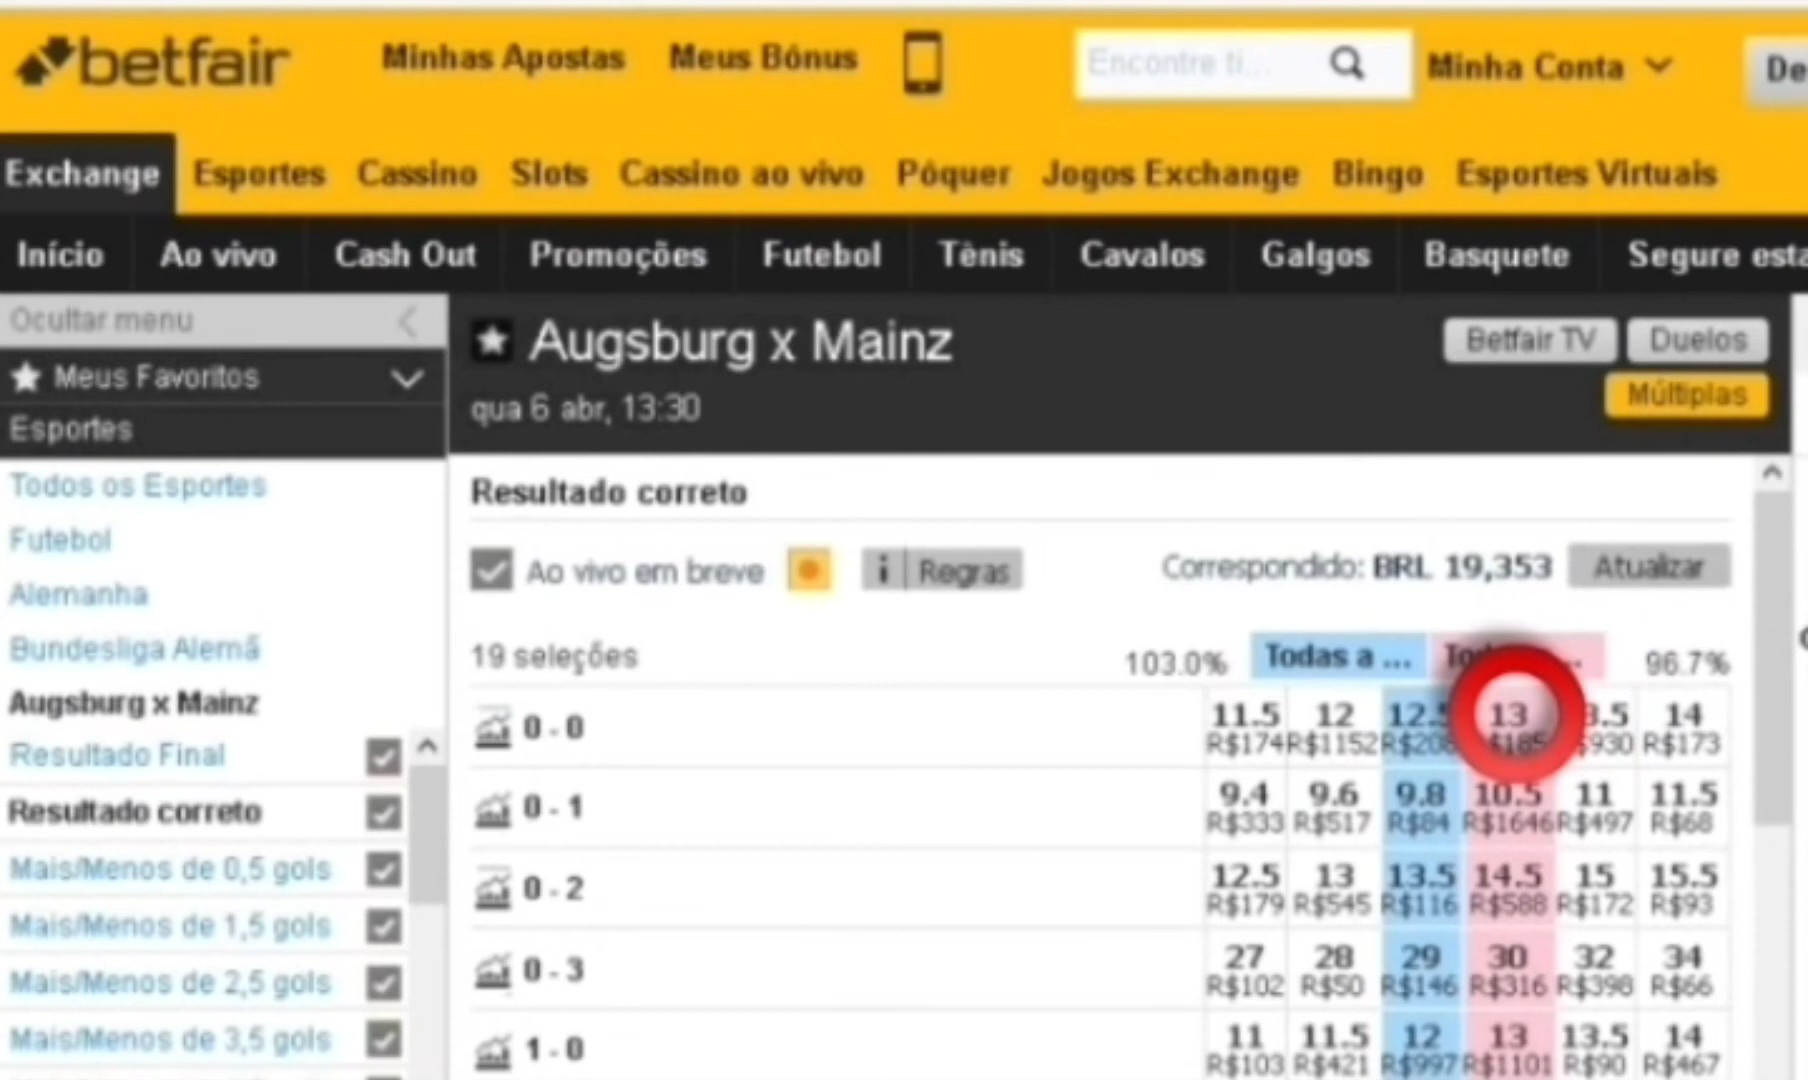 betfair Minhas Apostas Meus Bónus Encontre ti... Minha Conta De
Exchange Esportes Cassino Slots Cassino ao vivo Póquer Jogos Exchange Bingo Esportes Virtuais
Início Ao vivo Cash Out Promoções Futebol Tênis Cavalos Galgos Basquete Segure esta
Ocultar menu
Meus Favoritos
Esportes
Todos os Esportes
Futebol
Alemanha
Bundesliga Alemã
Augsburg x Mainz
Resultado Final
Resultado correto
Mais/Menos de 0,5 gols
Mais/Menos de 1,5 gols
Mais/Menos de 2,5 gols
Mais/Menos de 3,5 gols
Augsburg x Mainz Betfair TV Duelos
qua 6 abr, 13:30 Múltiplas
Resultado correto
Ao vivo em breve i Regras Correspondido: BRL 19,353 Atualizar
19 seleções 103.0% Todas a ... 96.7%
0 - 0 11.5 12 12.5 13 14
R$174 R$1152 R$930 R$173
0 - 1 9.4 9.6 9.8 10.5 11 11.5
R$333 R$517 R$84 R$1646 R$497 R$68
0 - 2 12.5 13 13.5 14.5 15 15.5
R$179 R$545 R$116 R$588 R$172 R$93
0 - 3 27 28 29 30 32 34
R$102 R$50 R$146 R$316 R$398 R$66
1 - 0 11 11.5 12 13 13.5 14
R$103 R$421 R$997 R$1101 R$90 R$467